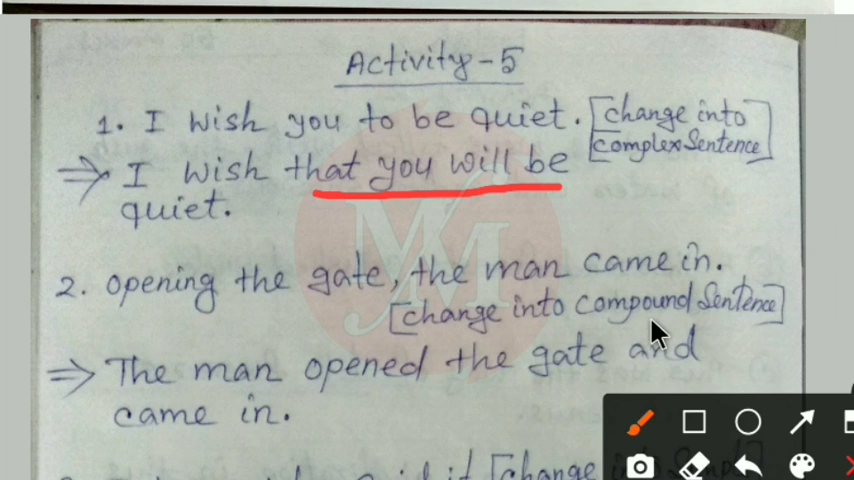 Activity-5
1. I wish you to be quiet. [change into
complex Sentence]
⇒ I wish that you will be
quiet.
2. opening the gate, the man came in.
[change into compound Sentence]
⇒ The man opened the gate and
came in.
[change